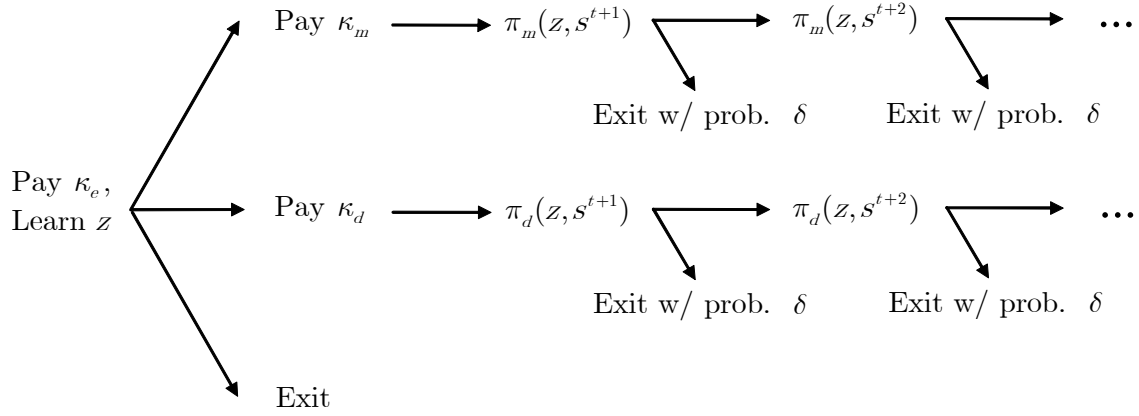 Pay κ_m π_m(z, s^{t+1}) π_m(z, s^{t+2}) ...
Exit w/ prob. δ Exit w/ prob. δ
Pay κ_e,
Learn z
Pay κ_d π_d(z, s^{t+1}) π_d(z, s^{t+2}) ...
Exit w/ prob. δ Exit w/ prob. δ
Exit